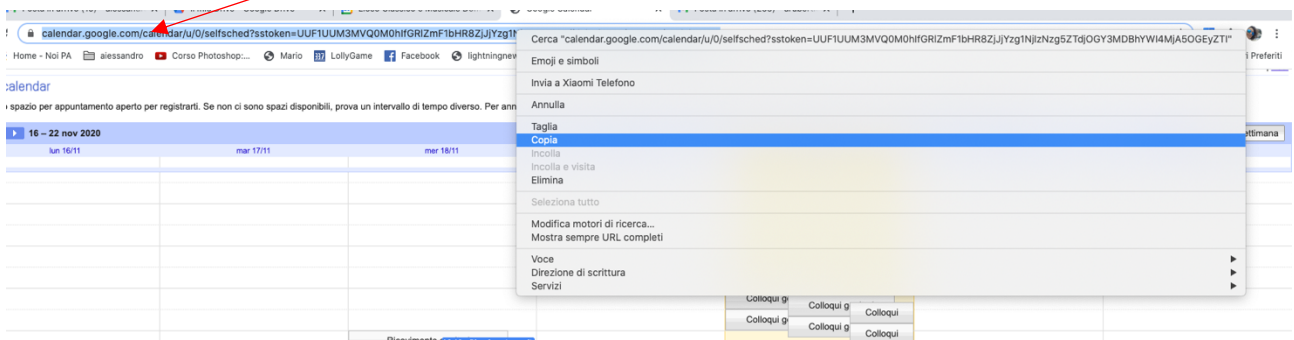 calendar.google.com/calendar/u/0/selfsched?sstoken=UUF1UUM3MVQ0M0hIfGRIZmF1bHR8ZjJjYzg1N
Home - Noi PA aiessandro Corso Photoshop:... Mario LollyGame Facebook lightningnew
i Preferiti
calendar
spazio per appuntamento aperto per registrarti. Se non ci sono spazi disponibili, prova un intervallo di tempo diverso. Per ann
16 – 22 nov 2020
ettimana
lun 16/11 mar 17/11 mer 18/11
Cerca "calendar.google.com/calendar/u/0/selfsched?sstoken=UUF1UUM3MVQ0M0hIfGRIZmF1bHR8ZjJjYzg1NjIzNzg5ZTdjOGY3MDBhYWI4MjA5OGEyZTI"
Emoji e simboli
Invia a Xiaomi Telefono
Annulla
Taglia
Copia
Incolla
Incolla e visita
Elimina
Seleziona tutto
Modifica motori di ricerca...
Mostra sempre URL completi
Voce
Direzione di scrittura
Servizi
Colloqui g
Colloqui g
Colloqui
Colloqui g
Colloqui g
Colloqui